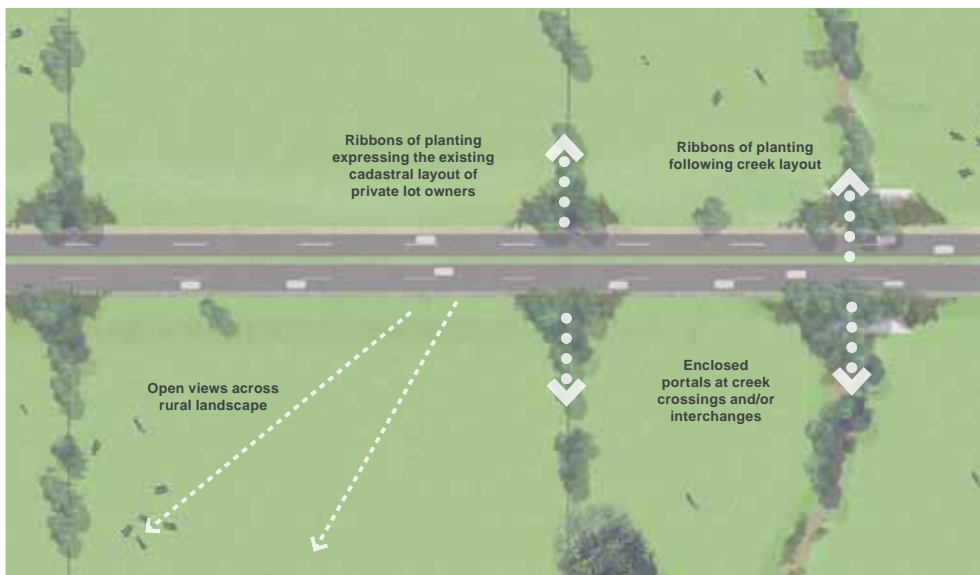 Ribbons of planting
expressing the existing
cadastral layout of
private lot owners
Ribbons of planting
following creek layout
Open views across
rural landscape
Enclosed
portals at creek
crossings and/or
interchanges